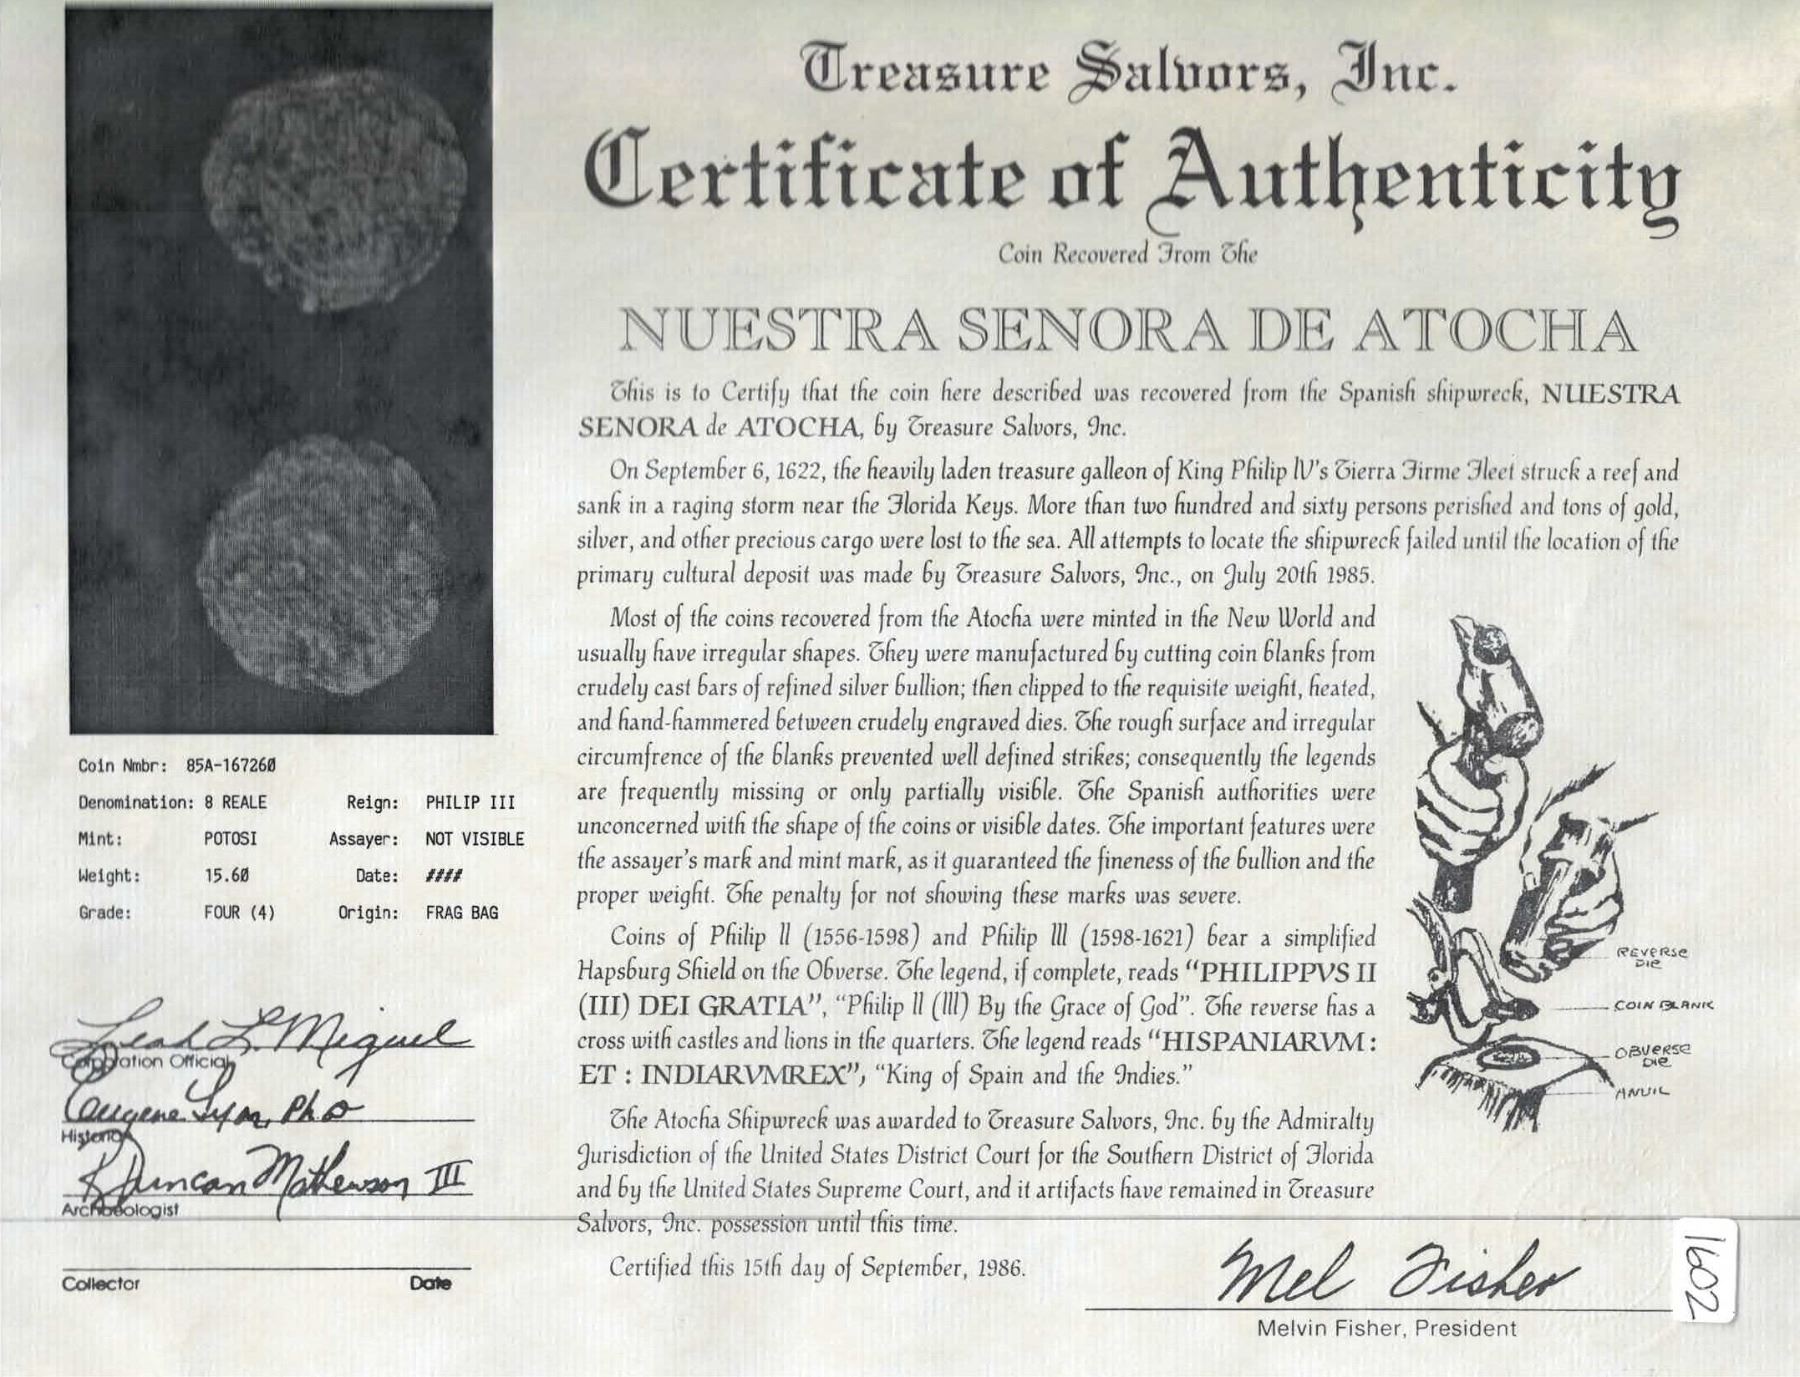 Treasure Salvors, Inc.
Certificate of Authenticity
Coin Recovered From The
NUESTRA SENORA DE ATOCHA
This is to Certify that the coin here described was recovered from the Spanish shipwreck, NUESTRA
SENORA de ATOCHA, by Treasure Salvors, Inc.
On September 6, 1622, the heavily laden treasure galleon of King Philip IV's Tierra Firme Fleet struck a reef and
sank in a raging storm near the Florida Keys. More than two hundred and sixty persons perished and tons of gold,
silver, and other precious cargo were lost to the sea. All attempts to locate the shipwreck failed until the location of the
primary cultural deposit was made by Treasure Salvors, Inc., on July 20th 1985.
Most of the coins recovered from the Atocha were minted in the New World and
usually have irregular shapes. They were manufactured by cutting coin blanks from
crudely cast bars of refined silver bullion; then clipped to the requisite weight, heated,
and hand-hammered between crudely engraved dies. The rough surface and irregular
circumfrence of the blanks prevented well defined strikes; consequently the legends
are frequently missing or only partially visible. The Spanish authorities were
unconcerned with the shape of the coins or visible dates. The important features were
the assayer's mark and mint mark, as it guaranteed the fineness of the bullion and the
proper weight. The penalty for not showing these marks was severe.
Coins of Philip II (1556-1598) and Philip III (1598-1621) bear a simplified
Hapsburg Shield on the Obverse. The legend, if complete, reads "PHILIPPVS II
(III) DEI GRATIA", "Philip II (III) By the Grace of God". The reverse has a
cross with castles and lions in the quarters. The legend reads "HISPANIARVM :
ET : INDIARVMREX", "King of Spain and the Indies."
The Atocha Shipwreck was awarded to Treasure Salvors, Inc. by the Admiralty
Jurisdiction of the United States District Court for the Southern District of Florida
and by the United States Supreme Court, and it artifacts have remained in Treasure
Salvors, Inc. possession until this time.
Certified this 15th day of September, 1986.
REVERSE
DIE
COIN BLANK
OBVERSE
DIE
ANVIL
Coin Nmbr: 85A-167260
Denomination: 8 REALE Reign: PHILIP III
Mint: POTOSI Assayer: NOT VISIBLE
Weight: 15.60 Date: ####
Grade: FOUR (4) Origin: FRAG BAG
Leah L. Miguel
Corporation Official
Eugene Lyon, Ph D
Historian
R Duncan Mathewson III
Archaeologist
Collector Date
Mel Fisher
Melvin Fisher, President
1602